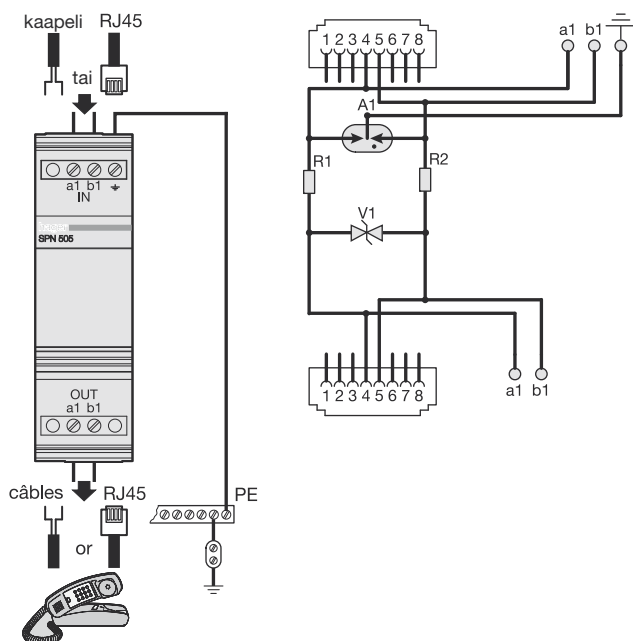 kaapeli RJ45
tai
a1 b1
IN
SPN 505
OUT
a1 b1
câbles RJ45
or
PE
1 2 3 4 5 6 7 8
a1 b1
A1
R1 R2
V1
1 2 3 4 5 6 7 8
a1 b1